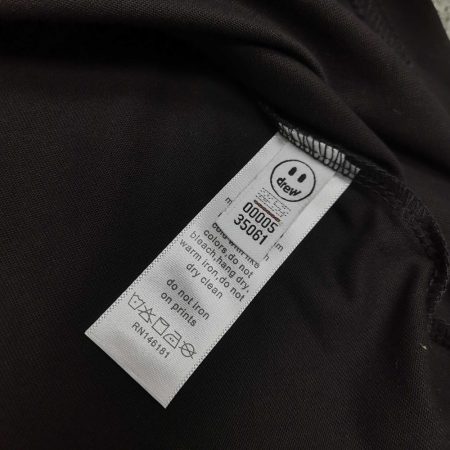 drew
00005
35061
colors,do not
bleach,hang dry,
warm iron,do not
dry clean
do not iron
on prints
RN146181